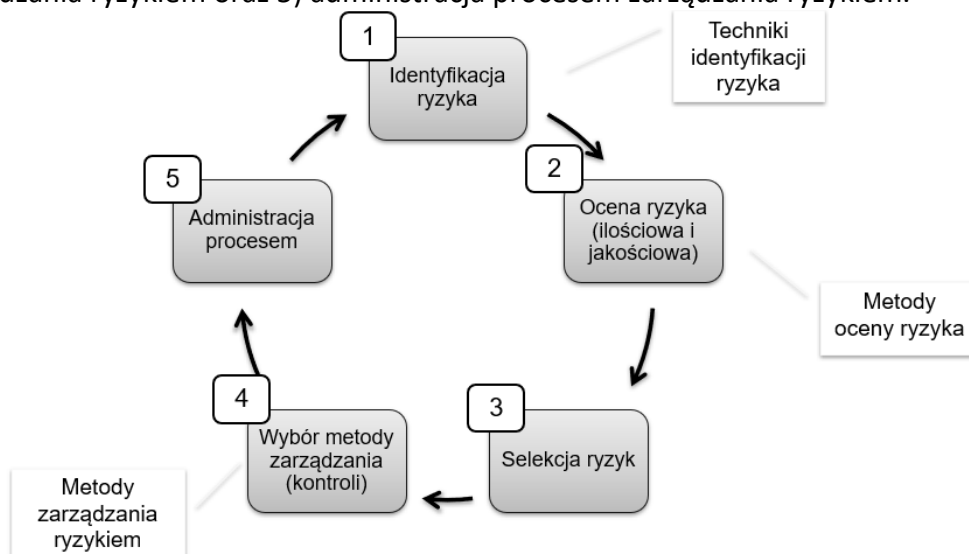 dzania ryzykiem oraz 5) administracja procesem zarządzania ryzykiem.
1
Identyfikacja
ryzyka
Techniki
identyfikacji
ryzyka
2
Ocena ryzyka
(ilościowa i
jakościowa)
Metody
oceny ryzyka
3
Selekcja ryzyk
4
Wybór metody
zarządzania
(kontroli)
Metody
zarządzania
ryzykiem
5
Administracja
procesem